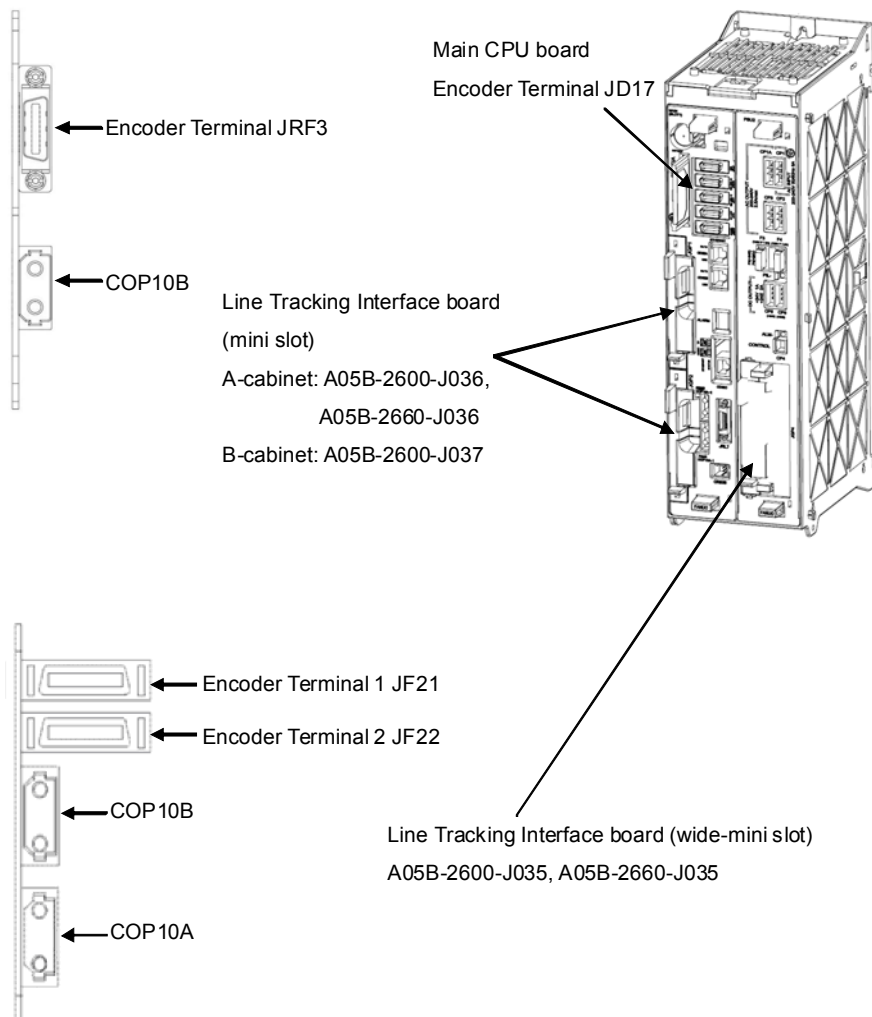 Main CPU board
Encoder Terminal JD17
Encoder Terminal JRF3
COP10B
Line Tracking Interface board
(mini slot)
A-cabinet: A05B-2600-J036,
A05B-2660-J036
B-cabinet: A05B-2600-J037
Encoder Terminal 1 JF21
Encoder Terminal 2 JF22
COP10B
COP10A
Line Tracking Interface board (wide-mini slot)
A05B-2600-J035, A05B-2660-J035